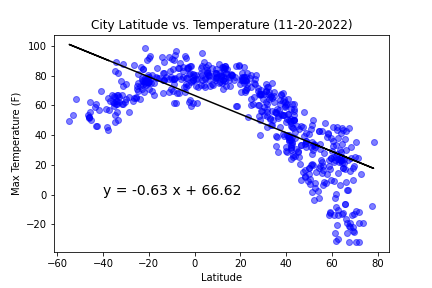 City Latitude vs. Temperature (11-20-2022)
Max Temperature (F)
100
80
60
40
20
0
−20
y = -0.63 x + 66.62
−60 −40 −20 0 20 40 60 80
Latitude